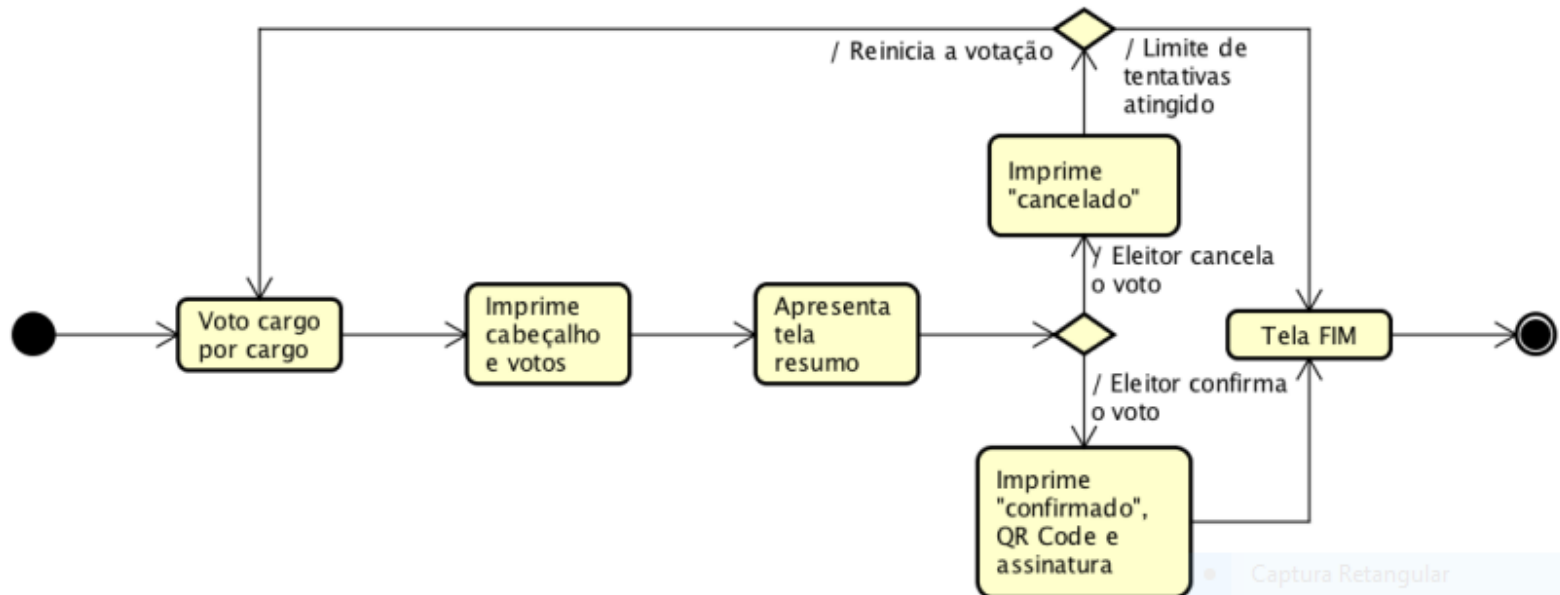 / Reinicia a votação
/ Limite de
tentativas
atingido
Imprime
"cancelado"
/ Eleitor cancela
o voto
Voto cargo
por cargo
Imprime
cabeçalho
e votos
Apresenta
tela
resumo
Tela FIM
/ Eleitor confirma
o voto
Imprime
"confirmado",
QR Code e
assinatura
Captura Retangular